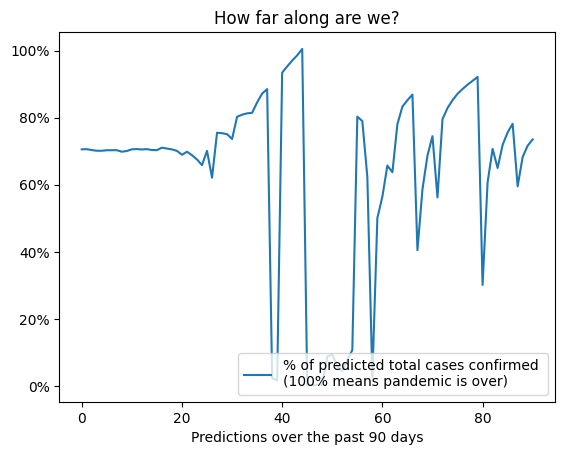 How far along are we?
100%
80%
60%
40%
20%
0%
% of predicted total cases confirmed
(100% means pandemic is over)
0
20
40
60
80
Predictions over the past 90 days